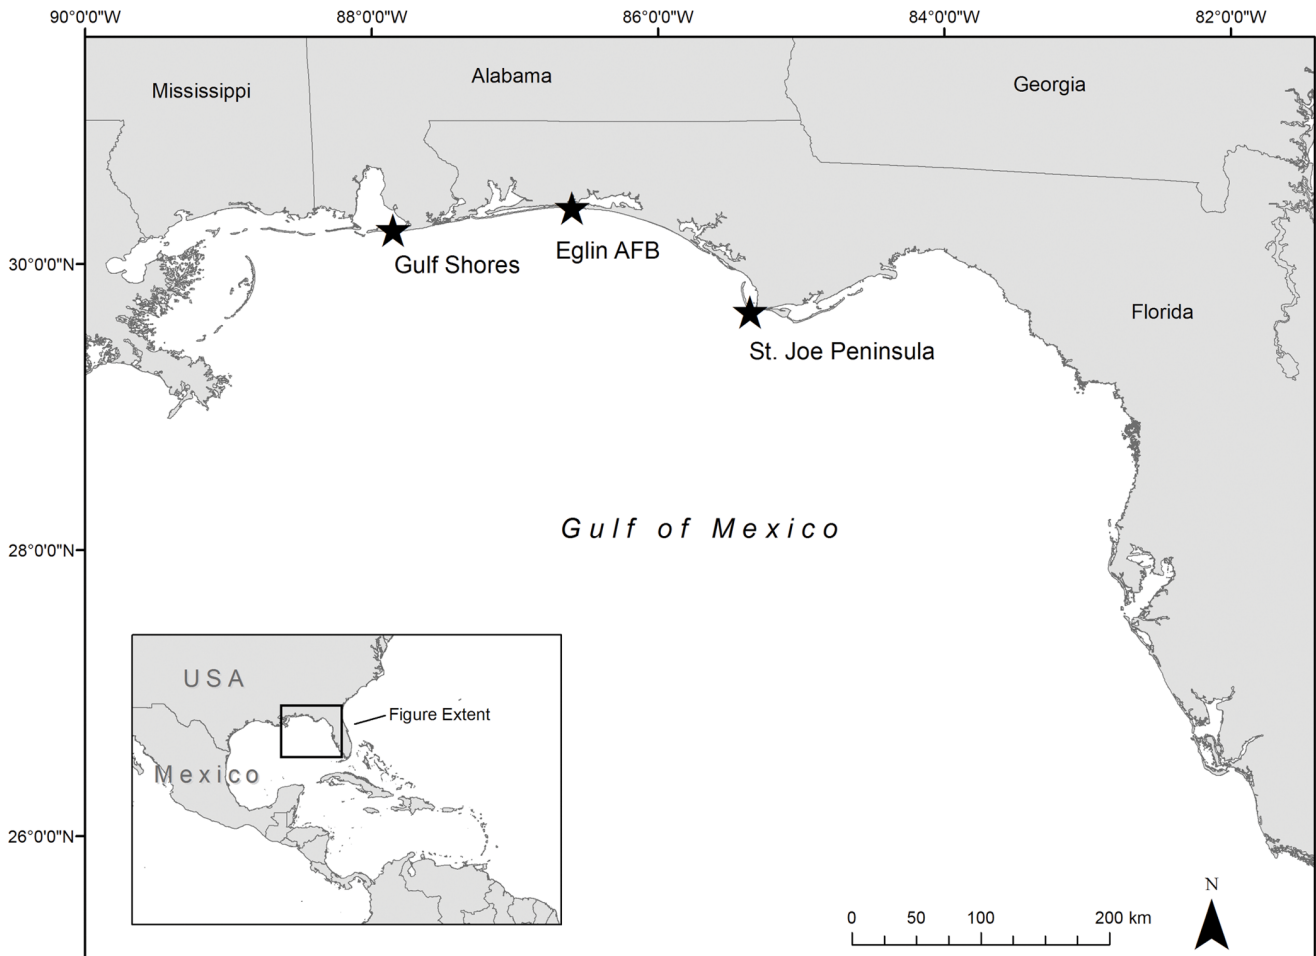 90°0'0"W
88°0'0"W
86°0'0"W
84°0'0"W
82°0'0"W
Mississippi
Alabama
Georgia
Gulf Shores
Eglin AFB
30°0'0"N
Florida
St. Joe Peninsula
Gulf of Mexico
28°0'0"N
USA
Figure Extent
Mexico
26°0'0"N
N
0 50 100 200 km